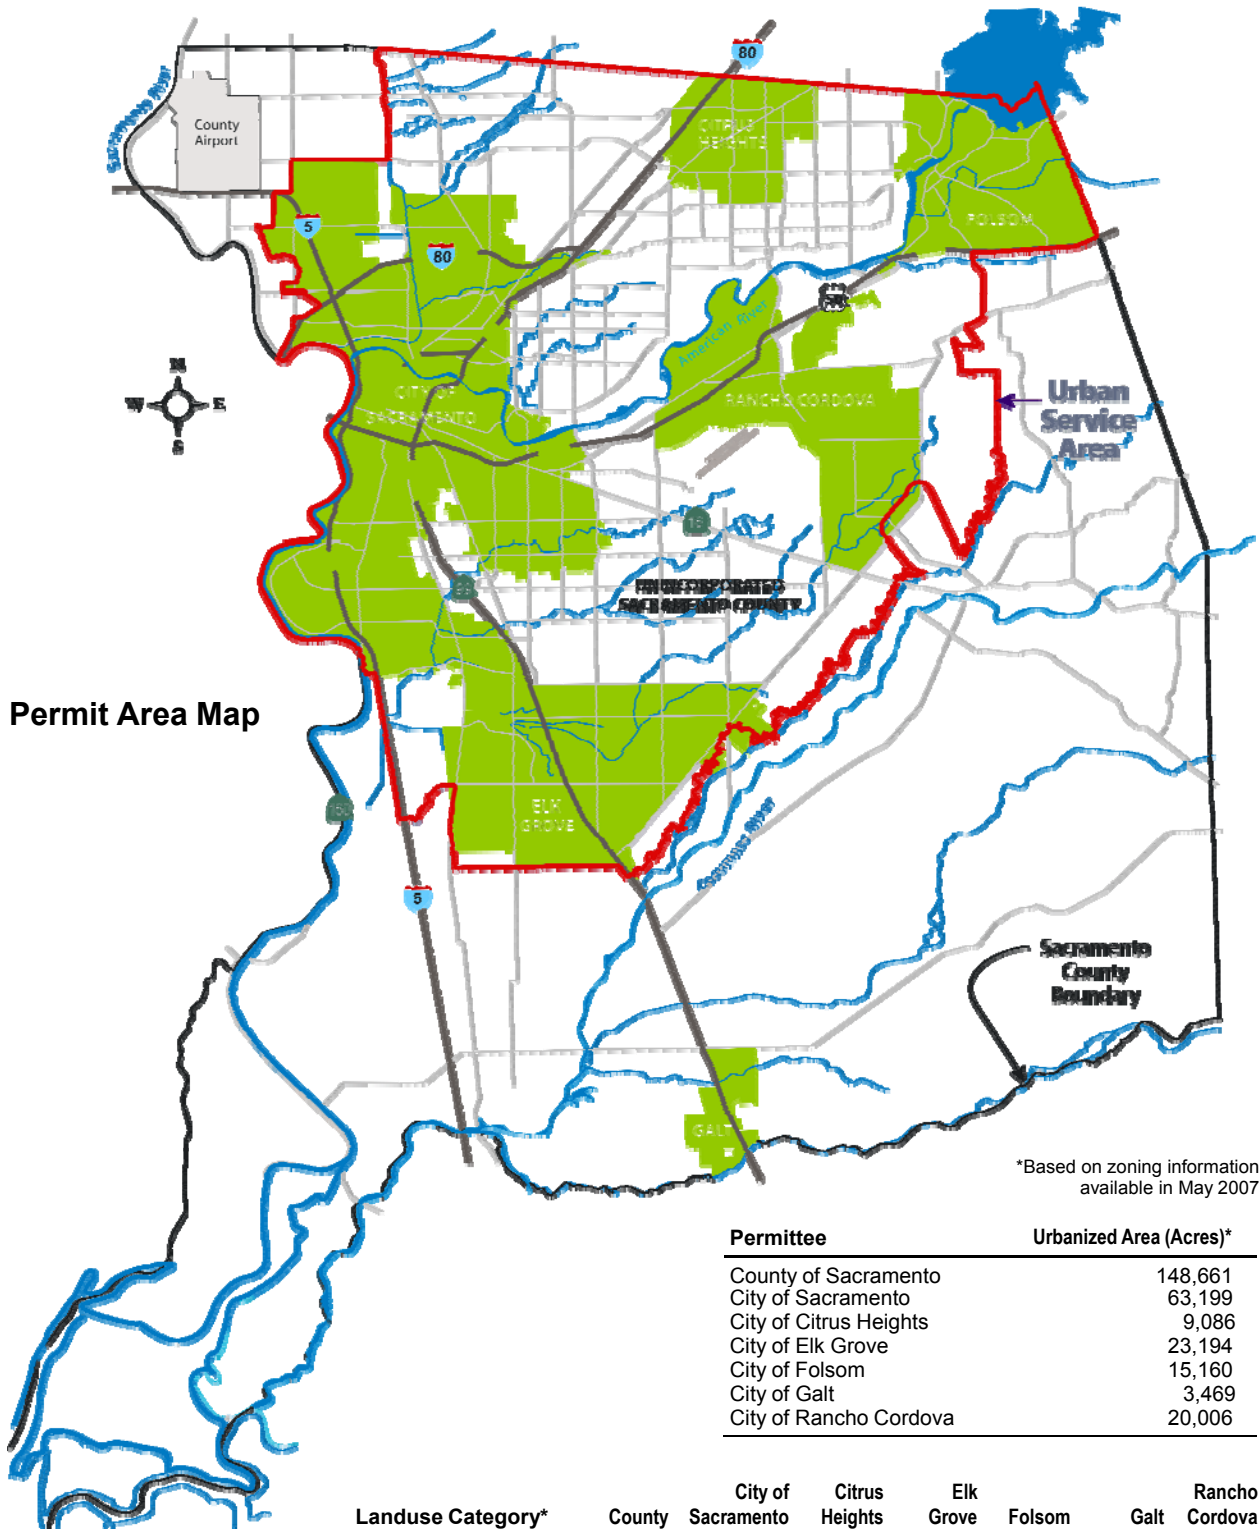 80
Sacramento River
County
Airport
CITRUS
HEIGHTS
FOLSOM
5
80
American River
50
N
W E
S
CITY OF
SACRAMENTO
RANCHO CORDOVA
Urban
Service
Area
16
99
UNINCORPORATED
SACRAMENTO COUNTY
Permit Area Map
160
ELK
GROVE
Cosumnes River
5
Sacramento
County
Boundary
GALT
*Based on zoning information
available in May 2007
Permittee Urbanized Area (Acres)*
County of Sacramento 148,661
City of Sacramento 63,199
City of Citrus Heights 9,086
City of Elk Grove 23,194
City of Folsom 15,160
City of Galt 3,469
City of Rancho Cordova 20,006
City of Citrus Elk Rancho
Landuse Category* County Sacramento Heights Grove Folsom Galt Cordova